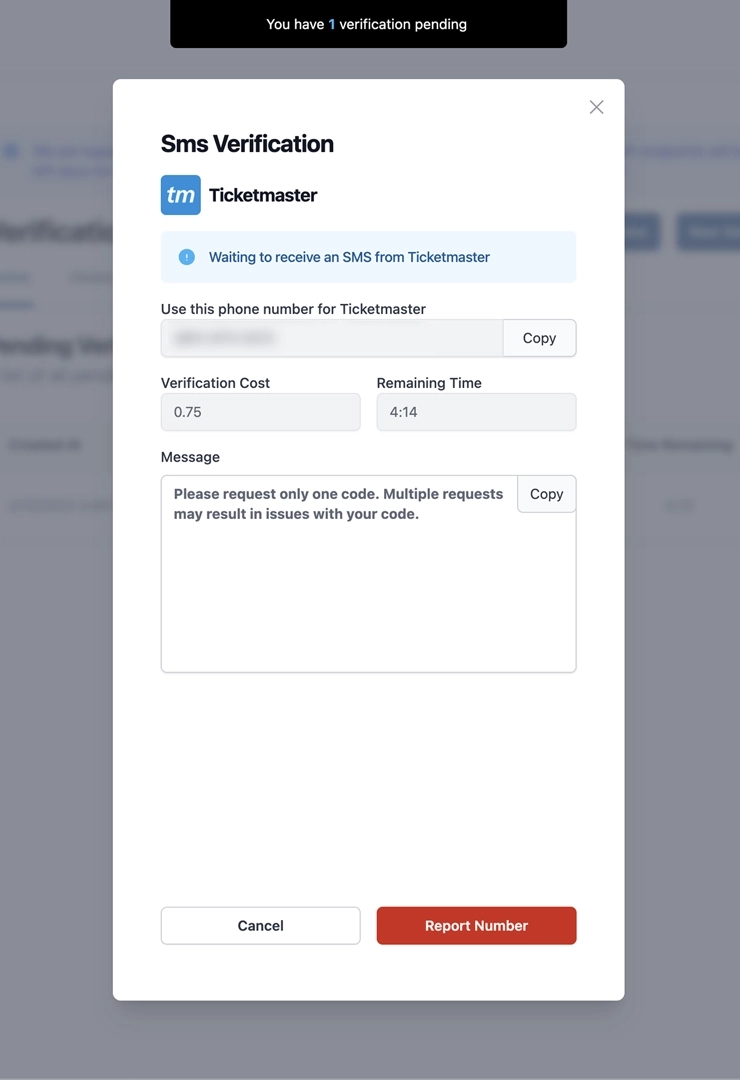 You have 1 verification pending
Sms Verification
tm Ticketmaster
Waiting to receive an SMS from Ticketmaster
Use this phone number for Ticketmaster
Copy
Verification Cost
Remaining Time
0.75
4:14
Message
Please request only one code. Multiple requests
may result in issues with your code.
Copy
Cancel
Report Number